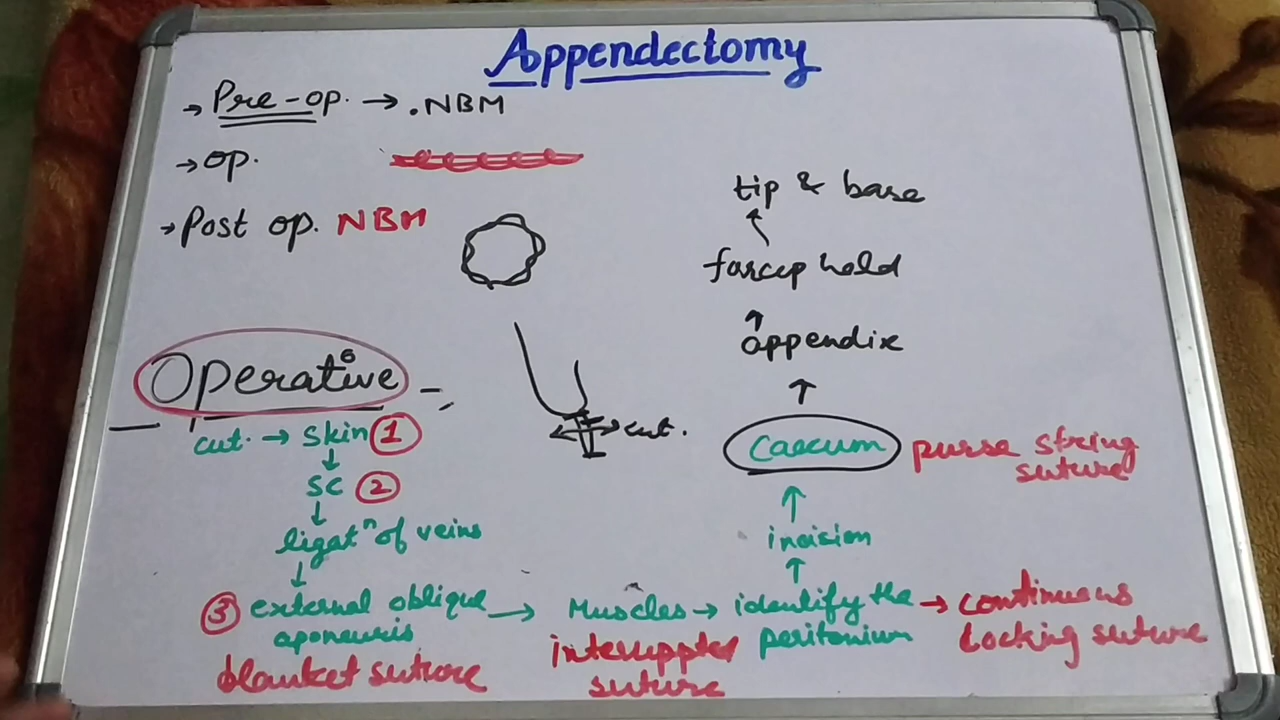 Appendectomy
→ Pre-op. → .NBM
→ op.
→ Post op. NBM
Operative
cut. → skin 1
↓
SC 2
↓
ligatⁿ of veins
↓
3 external oblique → Muscles → identify the → continuous
aponeuris interruppted peritonium locking suture
blanket suture suture
↑
incision
↑
Caecum purse string
suture
↑
appendix
↑
forcep hold
↑
tip & base
cut.